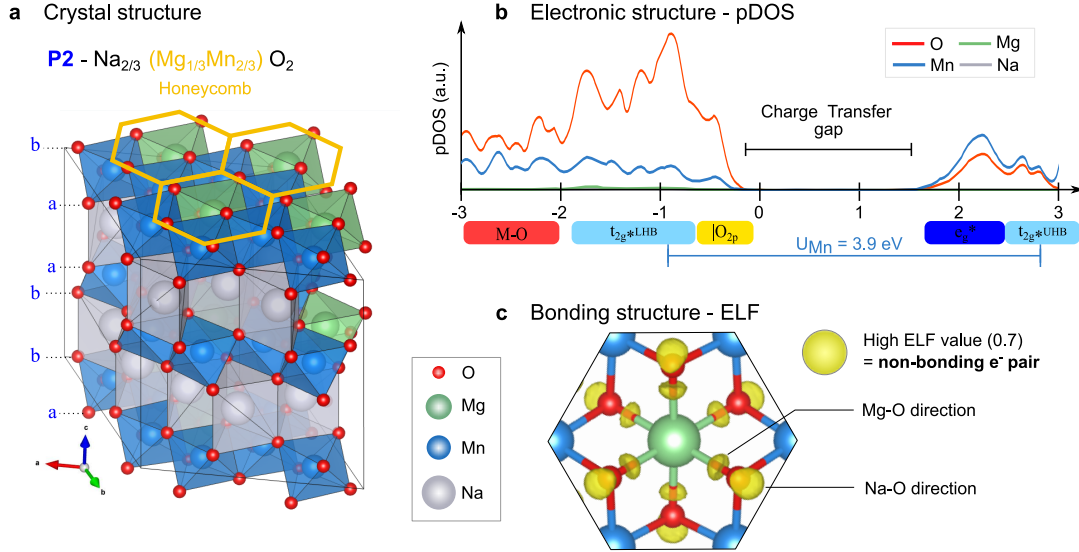 a Crystal structure
P2 - Na2/3 (Mg1/3Mn2/3) O2
Honeycomb
b
a
a
b
b
a
c
a
b
O
Mg
Mn
Na
b Electronic structure - pDOS
pDOS (a.u.)
O Mg
Mn Na
Charge Transfer
gap
-3 -2 -1 0 1 2 3
M-O t2g*LHB |O2p eg* t2g*UHB
UMn = 3.9 eV
c Bonding structure - ELF
High ELF value (0.7)
= non-bonding e- pair
Mg-O direction
Na-O direction